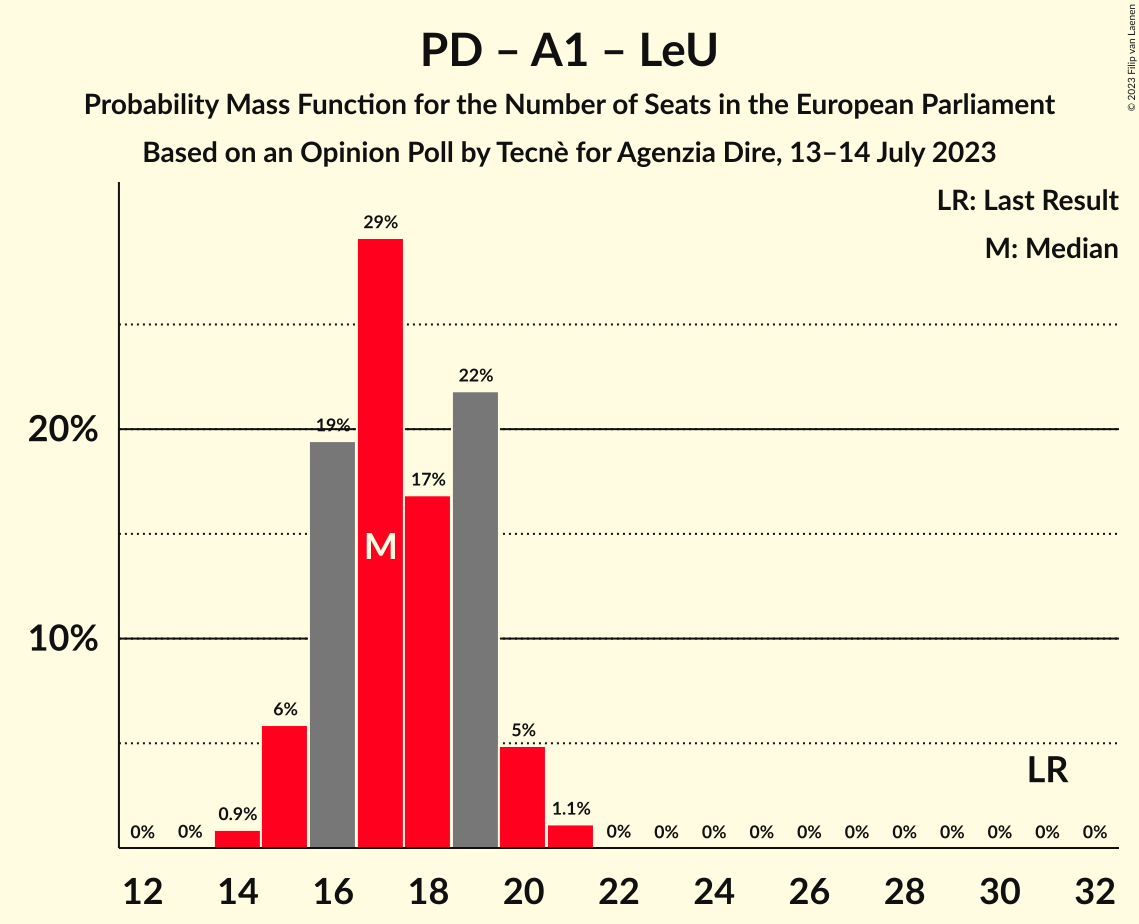 PD – A1 – LeU
Probability Mass Function for the Number of Seats in the European Parliament
Based on an Opinion Poll by Tecnè for Agenzia Dire, 13–14 July 2023
© 2023 Filip van Laenen
LR: Last Result
M: Median
29%
22%
19%
20%
17%
M
10%
6%
5%
LR
0.9%
1.1%
0% 0% 0% 0% 0% 0% 0% 0% 0% 0% 0% 0% 0%
12 14 16 18 20 22 24 26 28 30 32